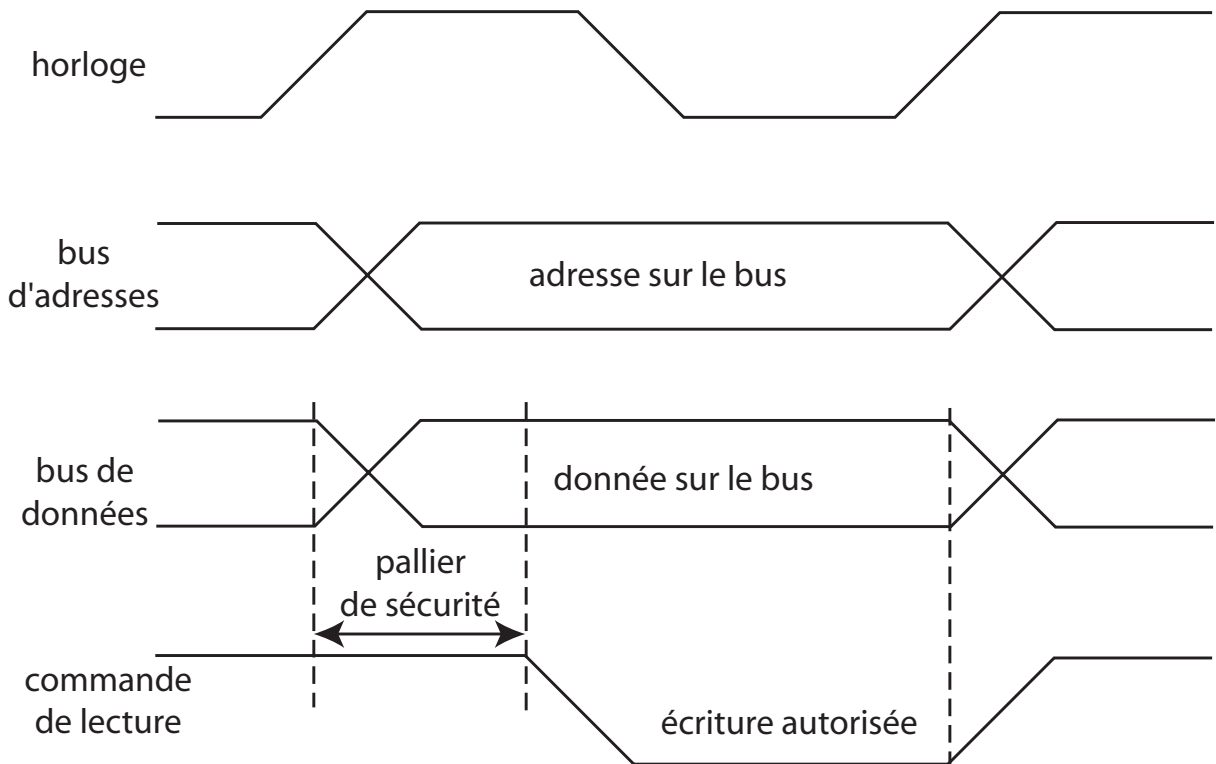 horloge
bus
d'adresses
adresse sur le bus
bus de
données
donnée sur le bus
pallier
de sécurité
commande
de lecture
écriture autorisée